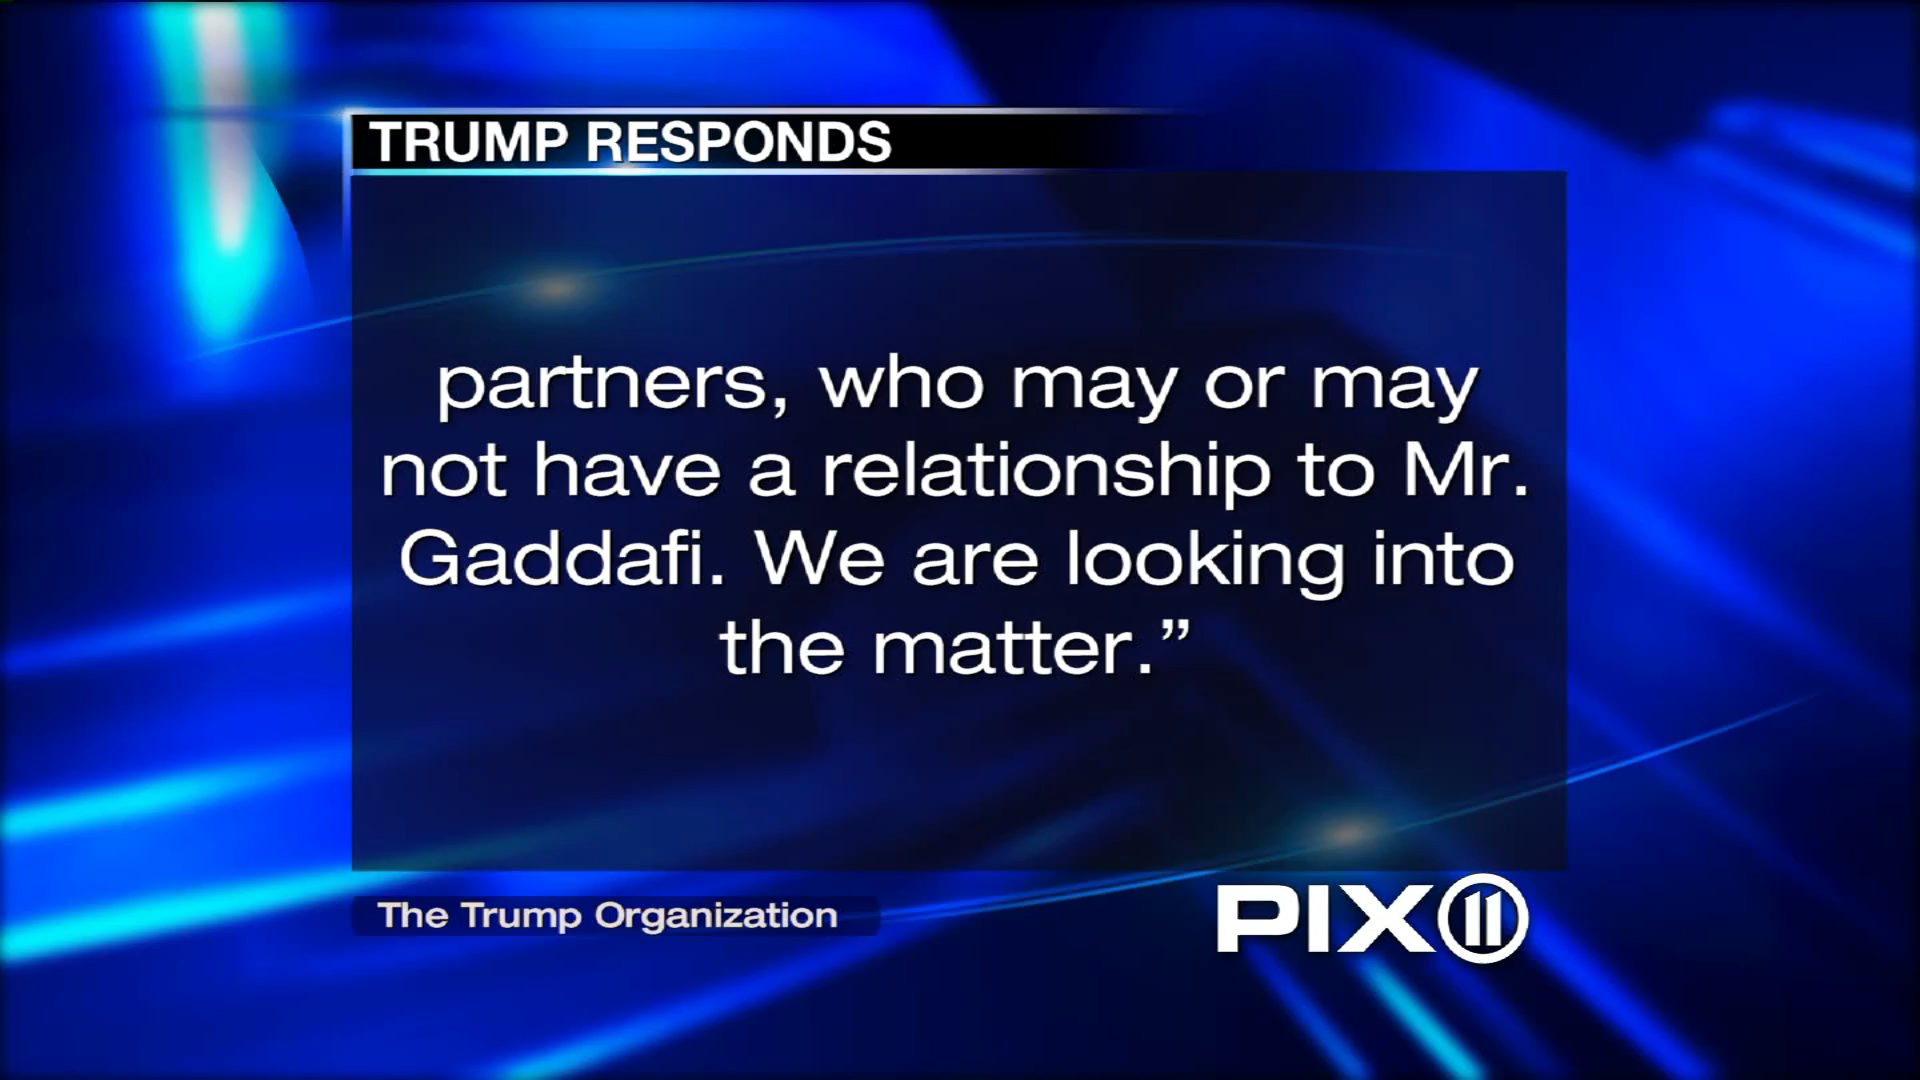 TRUMP RESPONDS
partners, who may or may
not have a relationship to Mr.
Gaddafi. We are looking into
the matter.”
The Trump Organization
PIX11